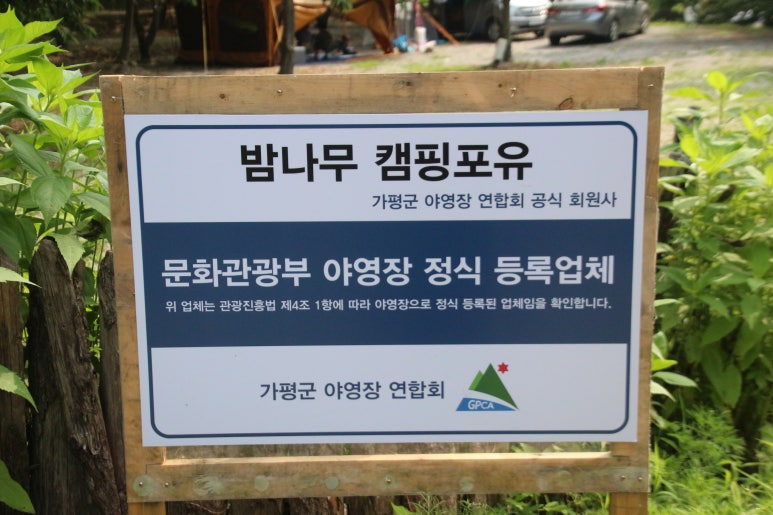 밤나무 캠핑포유
가평군 야영장 연합회 공식 회원사
문화관광부 야영장 정식 등록업체
위 업체는 관광진흥법 제4조 1항에 따라 야영장으로 정식 등록된 업체임을 확인합니다.
가평군 야영장 연합회
GPCA